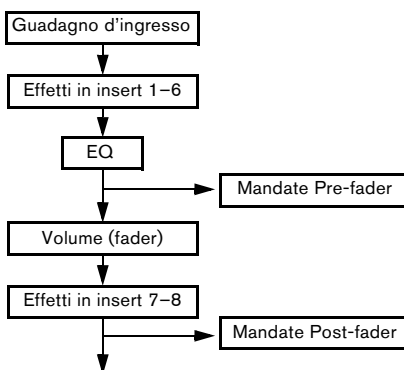 Guadagno d'ingresso
Effetti in insert 1–6
EQ
Mandate Pre-fader
Volume (fader)
Effetti in insert 7–8
Mandate Post-fader